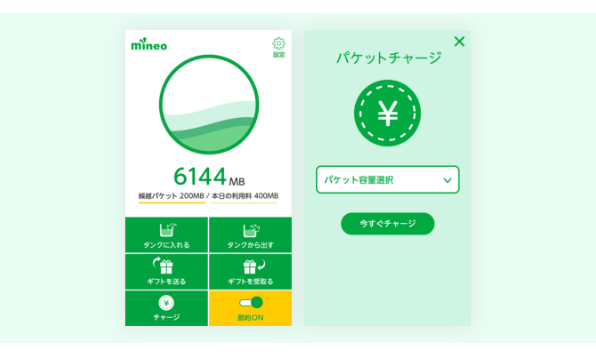 mineo
設定
6144 MB
繰越パケット 200MB / 本日の利用料 400MB
タンクに入れる
タンクから出す
ギフトを送る
ギフトを受取る
¥
チャージ
節約ON
パケットチャージ
¥
パケット容量選択
今すぐチャージ